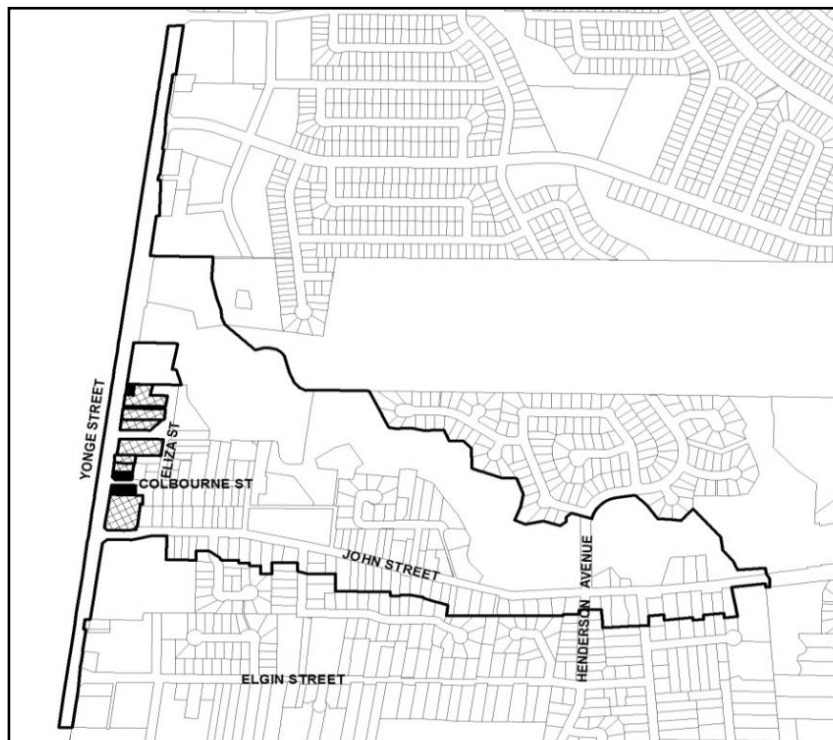 YONGE STREET
ELIZA ST
COLBOURNE ST
JOHN STREET
HENDERSON AVENUE
ELGIN STREET